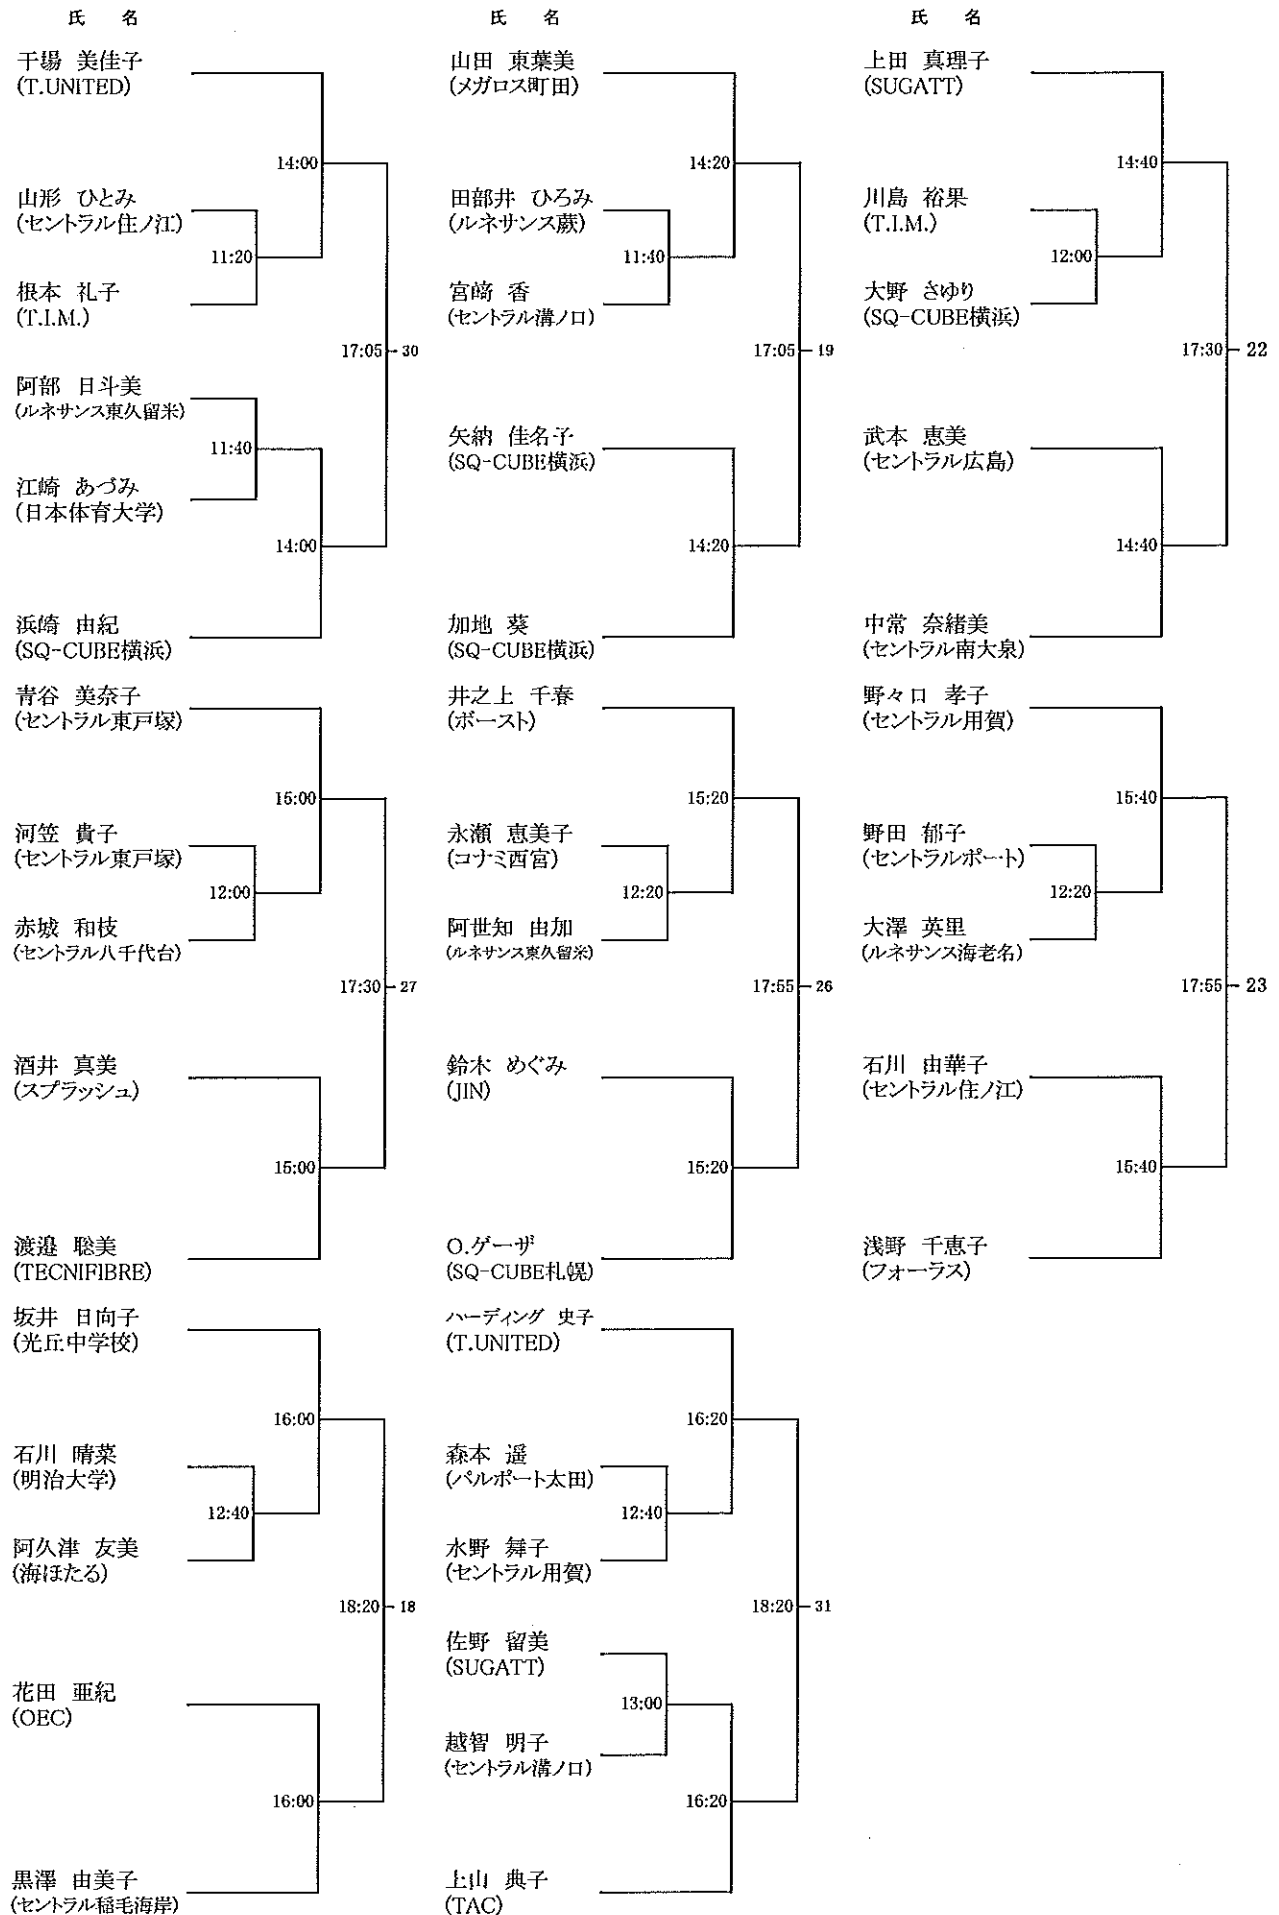 氏 名
干場 美佳子
(T.UNITED)
14:00
山形 ひとみ
(セントラル住ノ江)
11:20
根本 礼子
(T.I.M.)
17:05
30
阿部 日斗美
(ルネサンス東久留米)
11:40
江崎 あづみ
(日本体育大学)
14:00
浜崎 由紀
(SQ-CUBE横浜)
青谷 美奈子
(セントラル東戸塚)
15:00
河笠 貴子
(セントラル東戸塚)
12:00
赤城 和枝
(セントラル八千代台)
17:30
27
酒井 真美
(スプラッシュ)
15:00
渡邉 聡美
(TECNIFIBRE)
坂井 日向子
(光丘中学校)
16:00
石川 晴菜
(明治大学)
12:40
阿久津 友美
(海ほたる)
18:20
18
花田 亜紀
(OEC)
16:00
黒澤 由美子
(セントラル稲毛海岸)
氏 名
山田 東葉美
(メガロス町田)
14:20
田部井 ひろみ
(ルネサンス蕨)
11:40
宮﨑 香
(セントラル溝ノ口)
17:05
19
矢納 佳名子
(SQ-CUBE横浜)
14:20
加地 葵
(SQ-CUBE横浜)
井之上 千春
(ボースト)
15:20
永瀬 恵美子
(コナミ西宮)
12:20
阿世知 由加
(ルネサンス東久留米)
17:55
26
鈴木 めぐみ
(JIN)
15:20
O.ゲーザ
(SQ-CUBE札幌)
ハーディング 史子
(T.UNITED)
16:20
森本 遥
(パルポート太田)
12:40
水野 舞子
(セントラル用賀)
18:20
31
佐野 留美
(SUGATT)
13:00
越智 明子
(セントラル溝ノ口)
16:20
上山 典子
(TAC)
氏 名
上田 真理子
(SUGATT)
14:40
川島 裕果
(T.I.M.)
12:00
大野 さゆり
(SQ-CUBE横浜)
17:30
22
武本 恵美
(セントラル広島)
14:40
中常 奈緒美
(セントラル南大泉)
野々口 孝子
(セントラル用賀)
15:40
野田 郁子
(セントラルポート)
12:20
大澤 英里
(ルネサンス海老名)
17:55
23
石川 由華子
(セントラル住ノ江)
15:40
浅野 千恵子
(フォーラス)